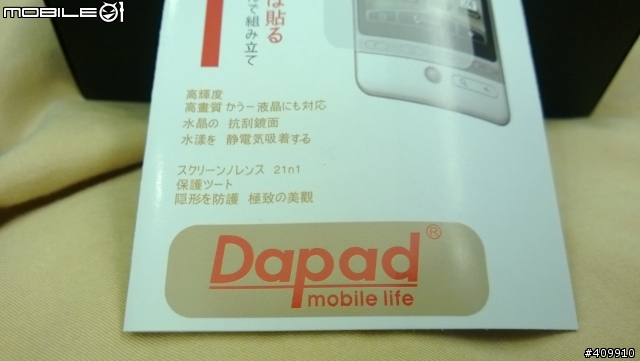 MOBILE01
は貼る
で組み立て
高輝度
高畫質 かうー液晶にも対応
水晶の 抗刮鏡面
水漾を 静電気吸着する
スクリーンノレンス 21n1
保護ツート
隠形を防護 極致の美觀
Dapad®
mobile life
#409910